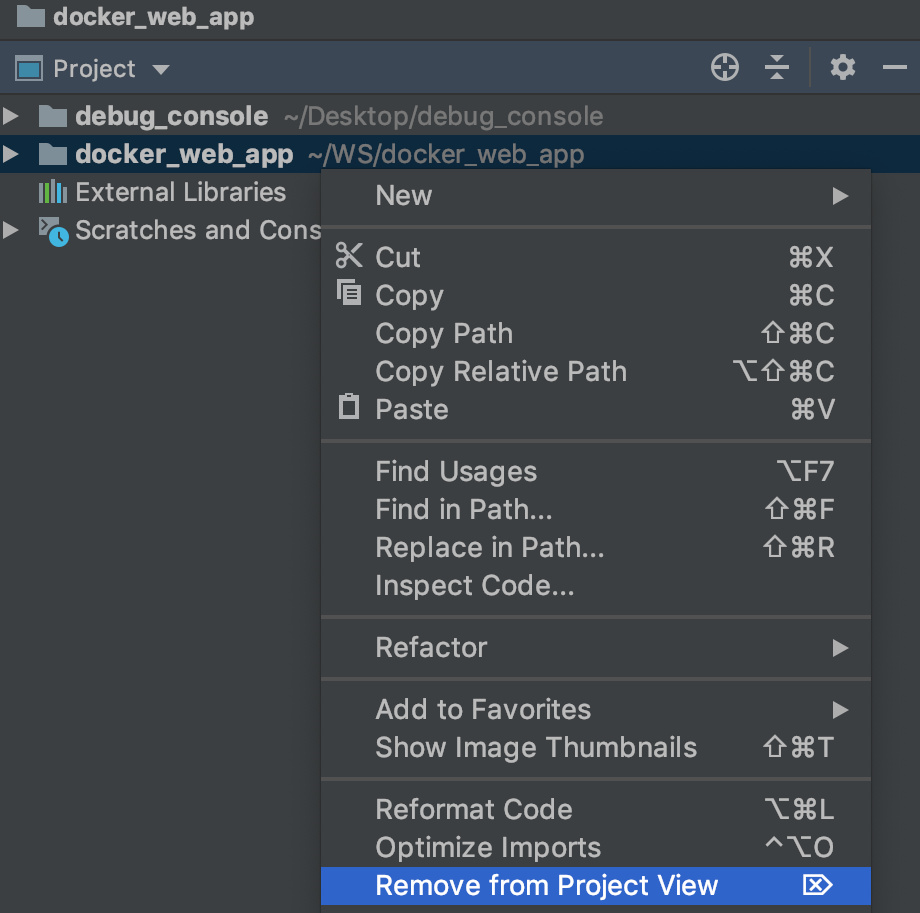 docker_web_app
Project
debug_console ~/Desktop/debug_console
docker_web_app ~/WS/docker_web_app
External Libraries
Scratches and Cons
New
Cut ⌘X
Copy ⌘C
Copy Path ⇧⌘C
Copy Relative Path ⌥⇧⌘C
Paste ⌘V
Find Usages ⌥F7
Find in Path... ⇧⌘F
Replace in Path... ⇧⌘R
Inspect Code...
Refactor
Add to Favorites
Show Image Thumbnails ⇧⌘T
Reformat Code ⌥⌘L
Optimize Imports ^⌥O
Remove from Project View ⌦